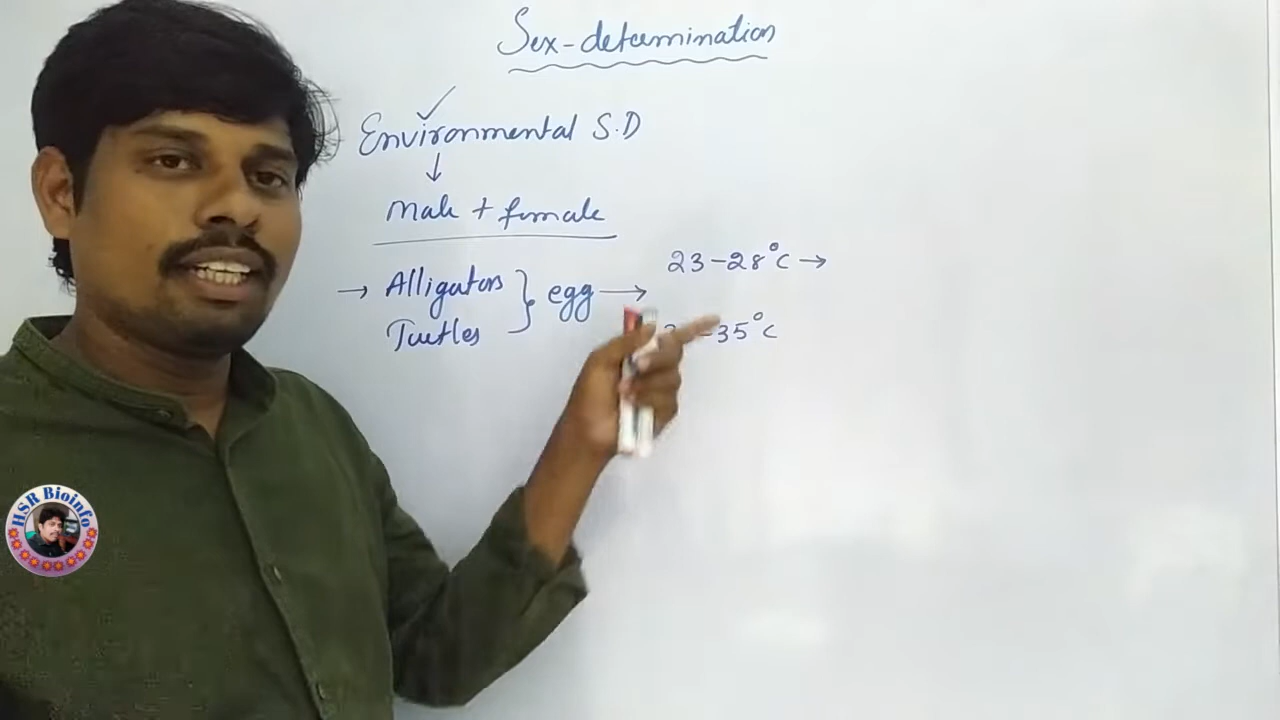 Sex-determination
Environmental S.D
↓
male + female
→ Alligators } egg → 23-28°C →
Turtles -35°C
HSR Bioinfo